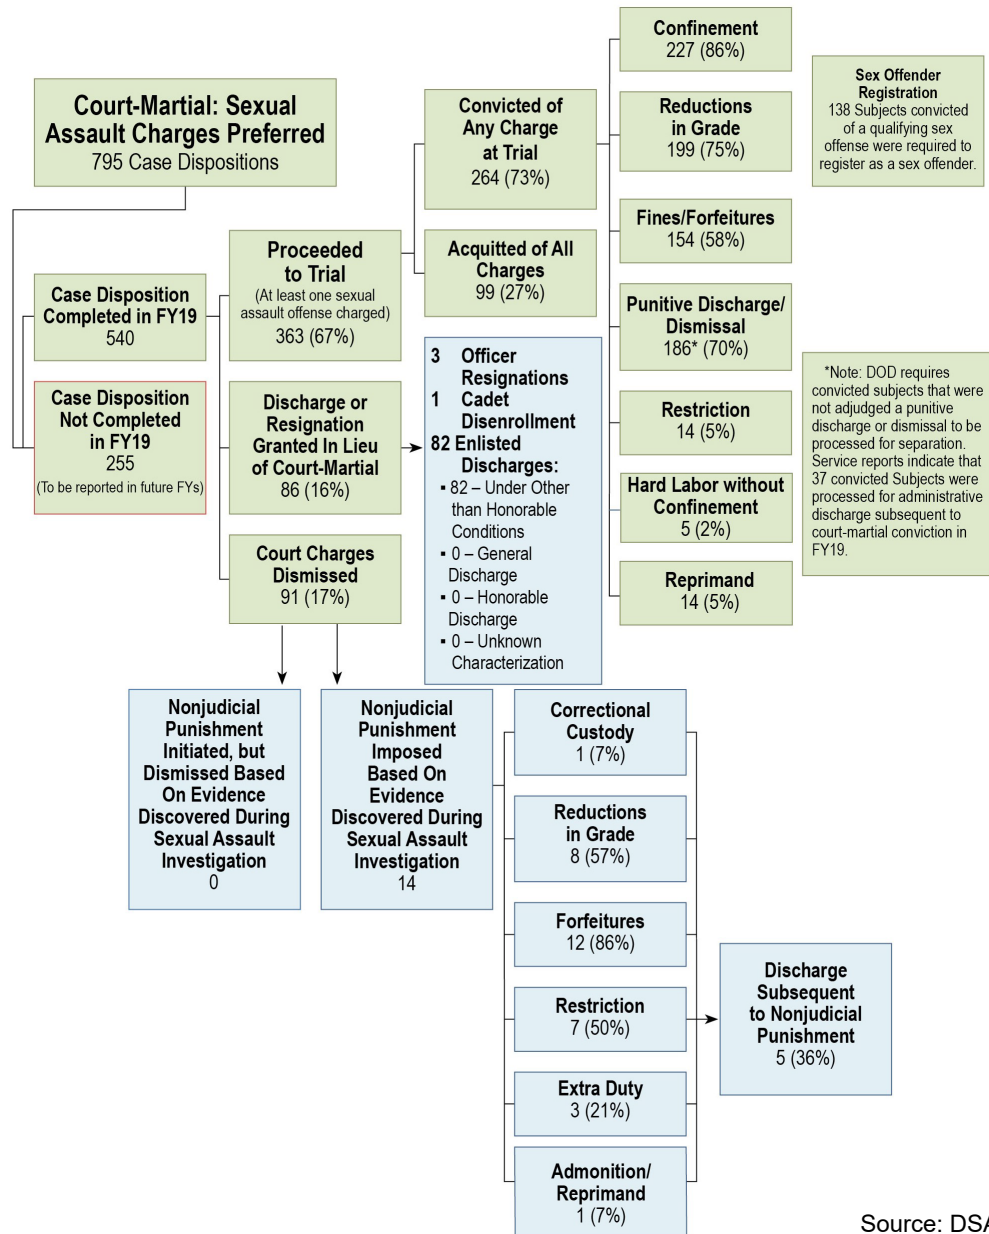 Court-Martial: Sexual
Assault Charges Preferred
795 Case Dispositions
Case Disposition
Completed in FY19
540
Case Disposition
Not Completed
in FY19
255
(To be reported in future FYs)
Proceeded
to Trial
(At least one sexual
assault offense charged)
363 (67%)
Discharge or
Resignation
Granted In Lieu
of Court-Martial
86 (16%)
Court Charges
Dismissed
91 (17%)
Convicted of
Any Charge
at Trial
264 (73%)
Acquitted of All
Charges
99 (27%)
3 Officer
Resignations
1 Cadet
Disenrollment
82 Enlisted
Discharges:
▪ 82 – Under Other
than Honorable
Conditions
▪ 0 – General
Discharge
▪ 0 – Honorable
Discharge
▪ 0 – Unknown
Characterization
Confinement
227 (86%)
Reductions
in Grade
199 (75%)
Fines/Forfeitures
154 (58%)
Punitive Discharge/
Dismissal
186* (70%)
Restriction
14 (5%)
Hard Labor without
Confinement
5 (2%)
Reprimand
14 (5%)
Sex Offender
Registration
138 Subjects convicted
of a qualifying sex
offense were required to
register as a sex offender.
*Note: DOD requires
convicted subjects that were
not adjudged a punitive
discharge or dismissal to be
processed for separation.
Service reports indicate that
37 convicted Subjects were
processed for administrative
discharge subsequent to
court-martial conviction in
FY19.
Nonjudicial
Punishment
Initiated, but
Dismissed Based
On Evidence
Discovered During
Sexual Assault
Investigation
0
Nonjudicial
Punishment
Imposed
Based On
Evidence
Discovered During
Sexual Assault
Investigation
14
Correctional
Custody
1 (7%)
Reductions
in Grade
8 (57%)
Forfeitures
12 (86%)
Restriction
7 (50%)
Extra Duty
3 (21%)
Admonition/
Reprimand
1 (7%)
Discharge
Subsequent
to Nonjudicial
Punishment
5 (36%)
Source: DSA